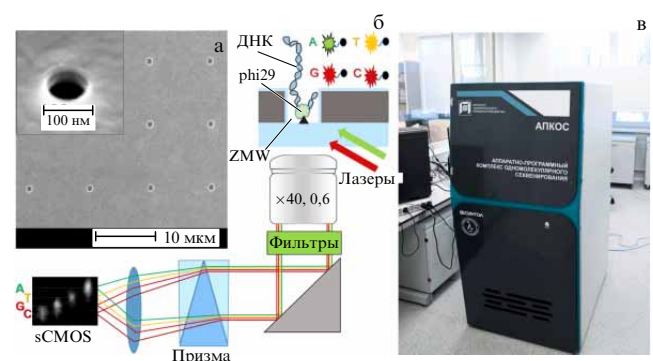 а
100 нм
10 мкм
б
ДНК
phi29
ZMW
A
T
G
C
Лазеры
×40, 0,6
Фильтры
A
T
G
C
sCMOS
Призма
в
АПКОС
АППАРАТНО-ПРОГРАММНЫЙ
КОМПЛЕКС ОДНОМОЛЕКУЛЯРНОГО
СЕКВЕНИРОВАНИЯ